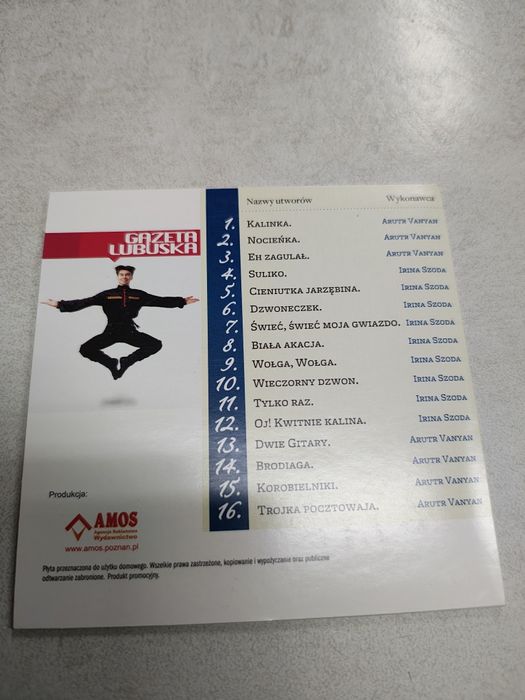 GAZETA
LUBUSKA
Nazwy utworów Wykonawca
1. Kalinka. Arutr Vanyan
2. Nocieńka. Arutr Vanyan
3. Eh zagulał. Arutr Vanyan
4. Suliko. Irina Szoda
5. Cieniutka jarzębina. Irina Szoda
6. Dzwoneczek. Irina Szoda
7. Świeć, świeć moja gwiazdo. Irina Szoda
8. Biała akacja. Irina Szoda
9. Wołga, Wołga. Irina Szoda
10. Wieczorny dzwon. Irina Szoda
11. Tylko raz. Irina Szoda
12. Oj! Kwitnie kalina. Irina Szoda
13. Dwie Gitary. Arutr Vanyan
14. Brodiaga. Arutr Vanyan
15. Korobielniki. Arutr Vanyan
16. Trojka pocztowaja. Arutr Vanyan
Produkcja:
AMOS
Agencja Reklamowa
Wydawnictwo
www.amos.poznan.pl
Płyta przeznaczona do użytku domowego. Wszelkie prawa zastrzeżone, kopiowanie i wypożyczanie oraz publiczne
odtwarzanie zabronione. Produkt promocyjny.